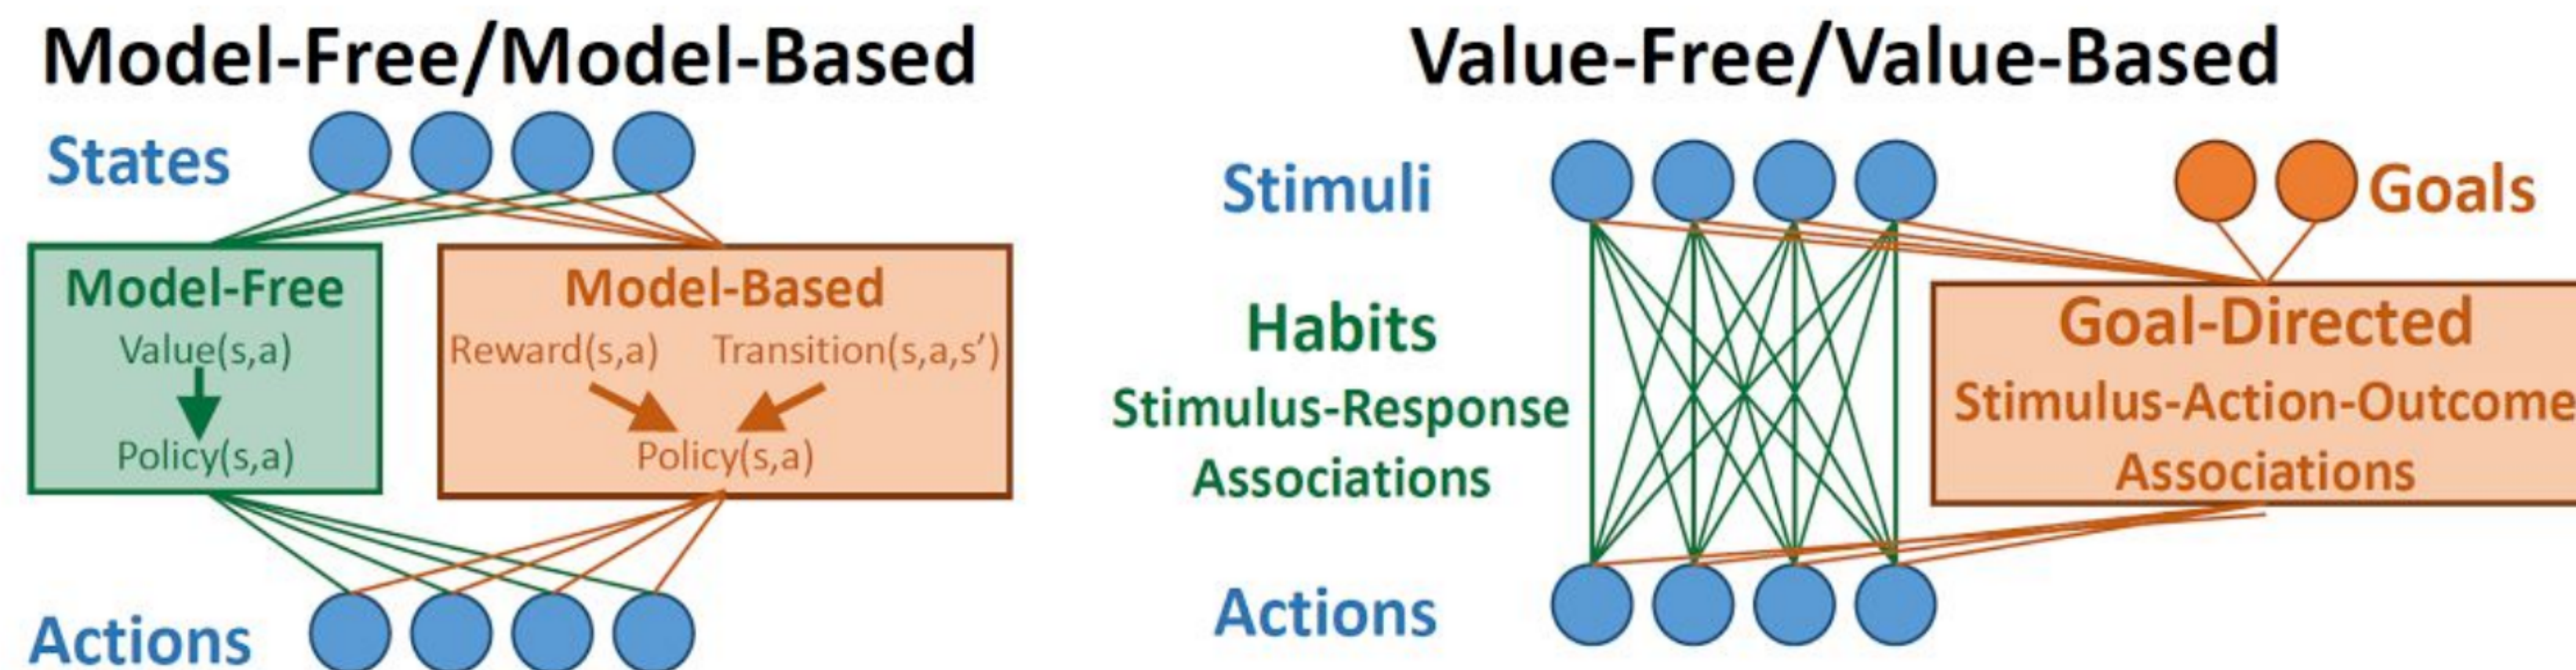 Model-Free/Model-Based
States
Model-Free
Value(s,a)
Policy(s,a)
Model-Based
Reward(s,a) Transition(s,a,s’)
Policy(s,a)
Actions
Value-Free/Value-Based
Stimuli
Goals
Habits
Stimulus-Response
Associations
Goal-Directed
Stimulus-Action-Outcome
Associations
Actions